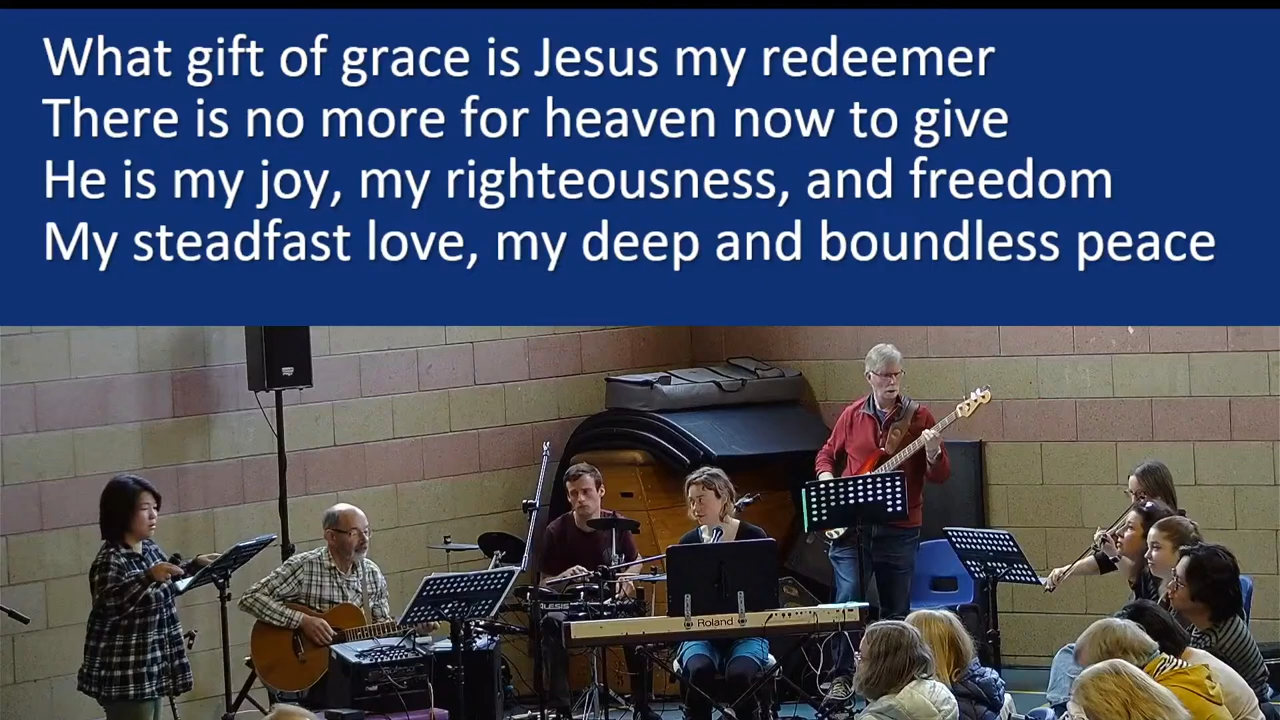 What gift of grace is Jesus my redeemer
There is no more for heaven now to give
He is my joy, my righteousness, and freedom
My steadfast love, my deep and boundless peace
ALESIS
Roland